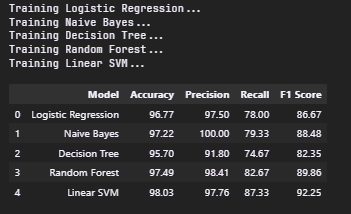 Training Logistic Regression...
Training Naive Bayes...
Training Decision Tree...
Training Random Forest...
Training Linear SVM...
Model Accuracy Precision Recall F1 Score
0 Logistic Regression 96.77 97.50 78.00 86.67
1 Naive Bayes 97.22 100.00 79.33 88.48
2 Decision Tree 95.70 91.80 74.67 82.35
3 Random Forest 97.49 98.41 82.67 89.86
4 Linear SVM 98.03 97.76 87.33 92.25